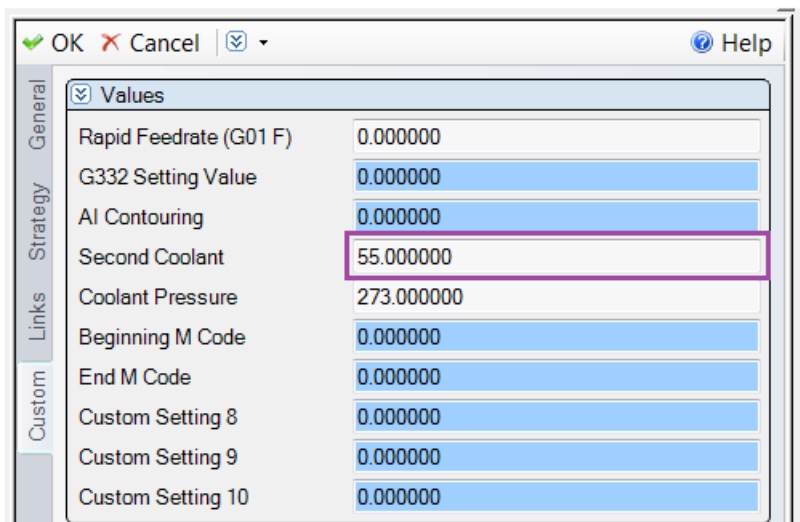 OK Cancel Help
General
Strategy
Links
Custom
Values
Rapid Feedrate (G01 F) 0.000000
G332 Setting Value 0.000000
AI Contouring 0.000000
Second Coolant 55.000000
Coolant Pressure 273.000000
Beginning M Code 0.000000
End M Code 0.000000
Custom Setting 8 0.000000
Custom Setting 9 0.000000
Custom Setting 10 0.000000